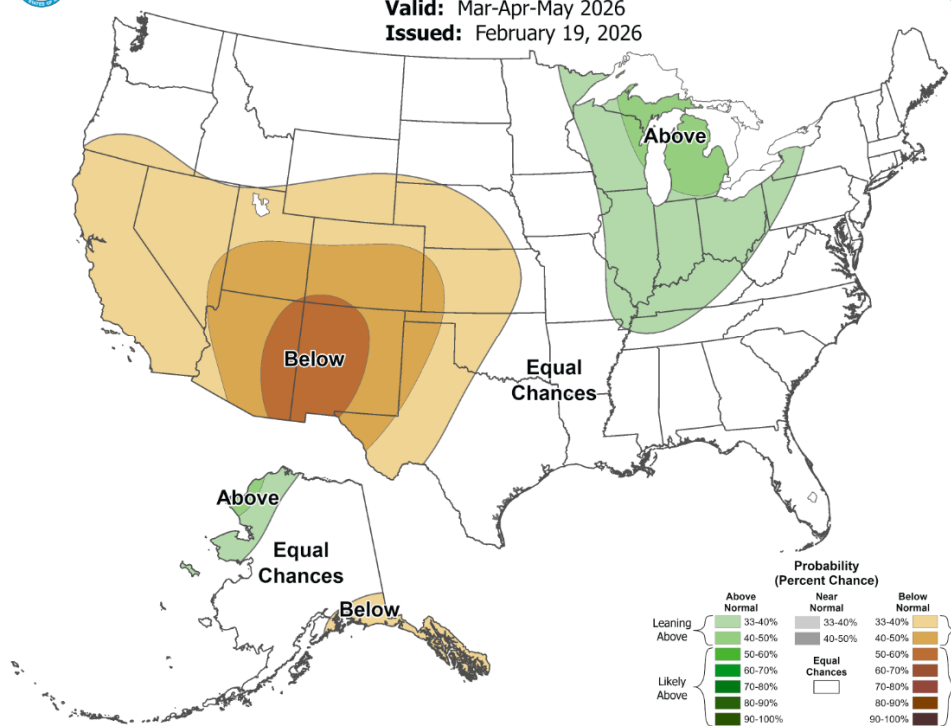 Valid: Mar-Apr-May 2026
Issued: February 19, 2026
Above
Below
Equal
Chances
Above
Equal
Chances
Below
Probability
(Percent Chance)
Above
Normal
Near
Normal
Below
Normal
Leaning
Above
33-40%
33-40%
33-40%
40-50%
40-50%
40-50%
Likely
Above
50-60%
60-70%
70-80%
80-90%
90-100%
Equal
Chances
50-60%
60-70%
70-80%
80-90%
90-100%